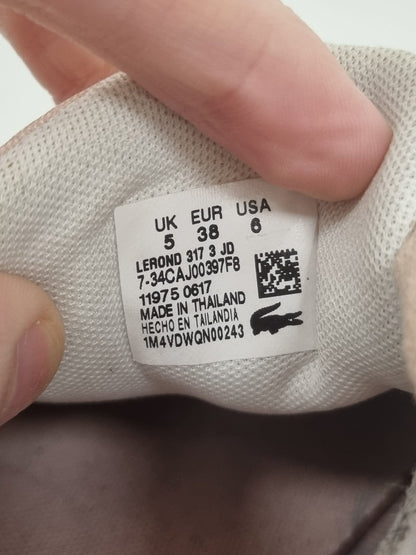 UK EUR USA
5 38 6
LEROND 317 3 JD
7-34CAJ00397F8
11975 0617
MADE IN THAILAND
HECHO EN TAILANDIA
1M4VDWQN00243